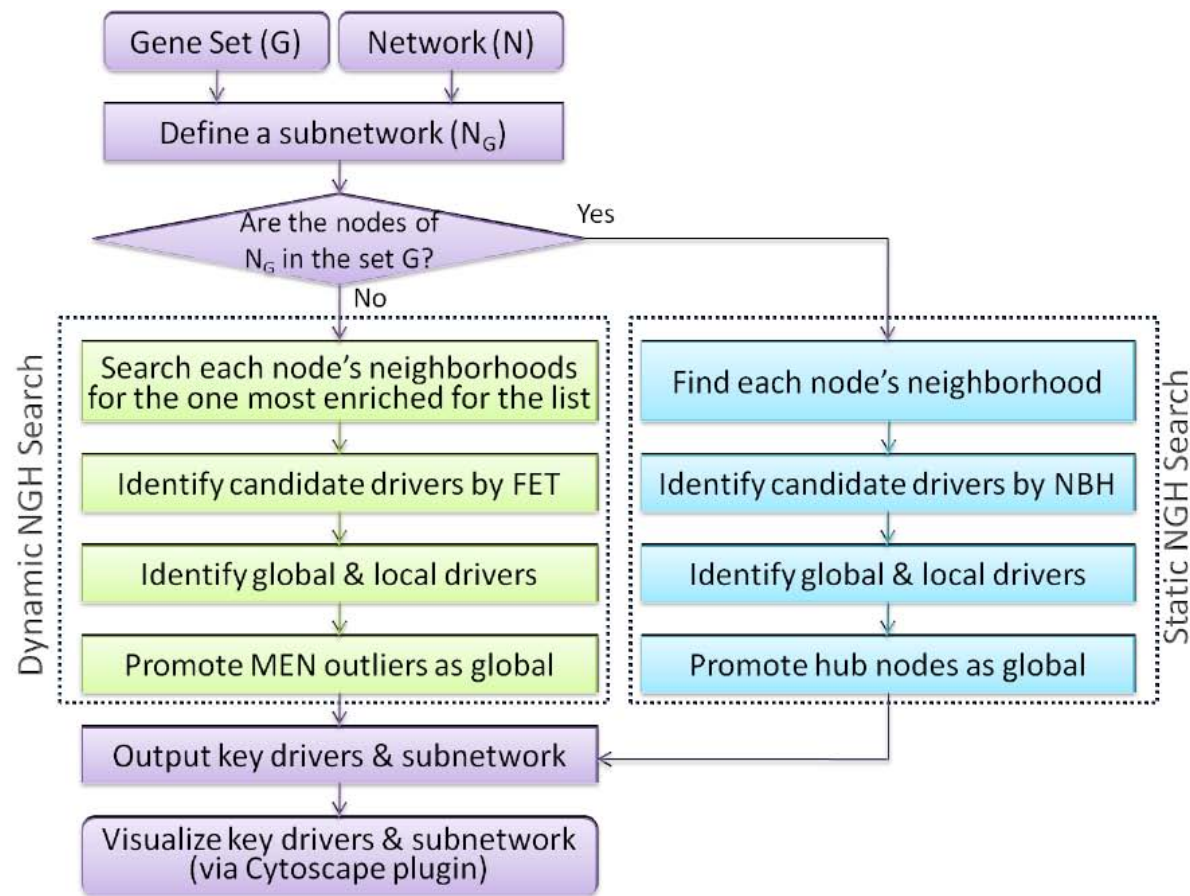 Gene Set (G)
Network (N)
Define a subnetwork (N_G)
Are the nodes of
N_G in the set G?
Yes
No
Dynamic NGH Search
Search each node's neighborhoods
for the one most enriched for the list
Identify candidate drivers by FET
Identify global & local drivers
Promote MEN outliers as global
Find each node's neighborhood
Identify candidate drivers by NBH
Identify global & local drivers
Promote hub nodes as global
Static NGH Search
Output key drivers & subnetwork
Visualize key drivers & subnetwork
(via Cytoscape plugin)